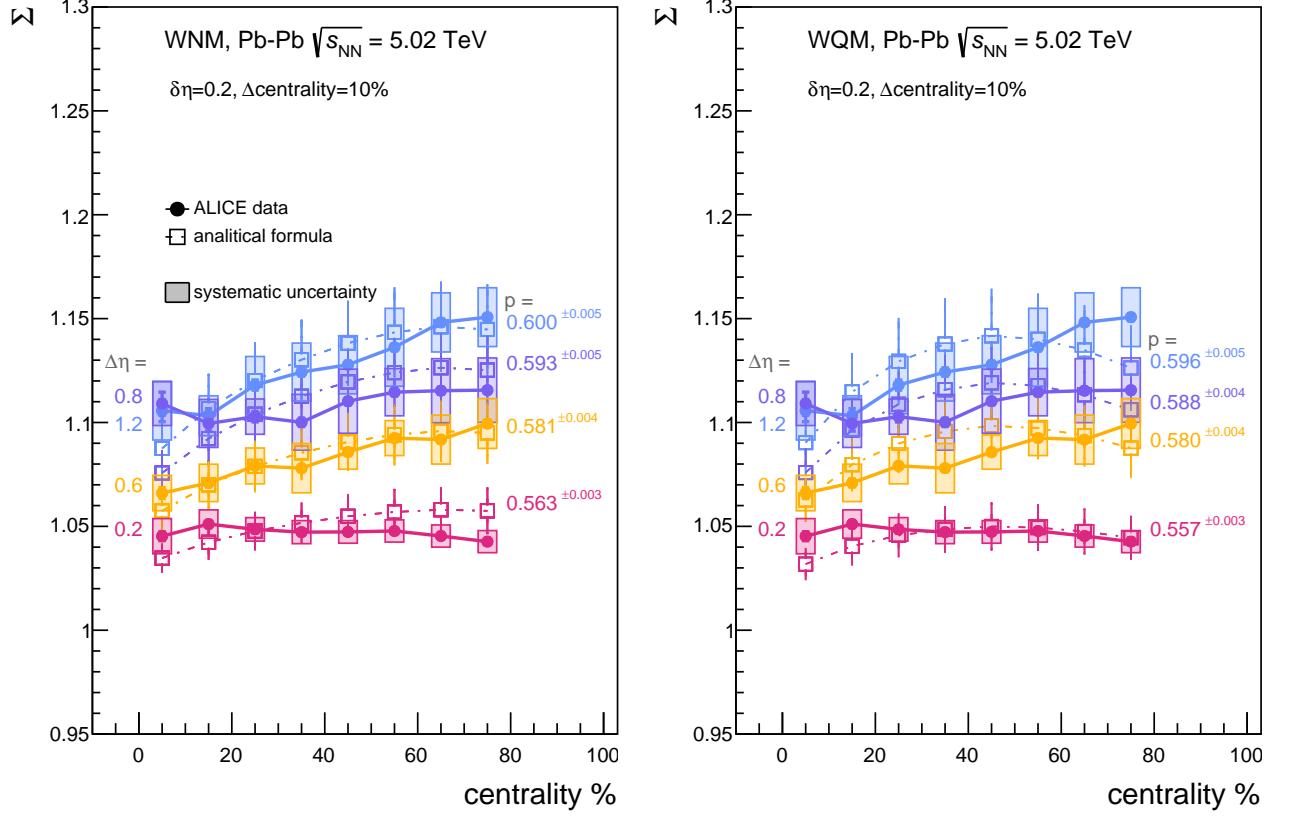 Σ
1.3
1.25
1.2
1.15
1.1
1.05
1
0.95
WNM, Pb-Pb √sNN = 5.02 TeV
δη=0.2, Δcentrality=10%
ALICE data
analitical formula
systematic uncertainty
p =
0.600 ±0.005
0.593 ±0.005
0.581 ±0.004
0.563 ±0.003
Δη =
0.8
1.2
0.6
0.2
0 20 40 60 80 100
centrality %
Σ
1.3
1.25
1.2
1.15
1.1
1.05
1
0.95
WQM, Pb-Pb √sNN = 5.02 TeV
δη=0.2, Δcentrality=10%
p =
0.596 ±0.005
0.588 ±0.004
0.580 ±0.004
0.557 ±0.003
Δη =
0.8
1.2
0.6
0.2
0 20 40 60 80 100
centrality %